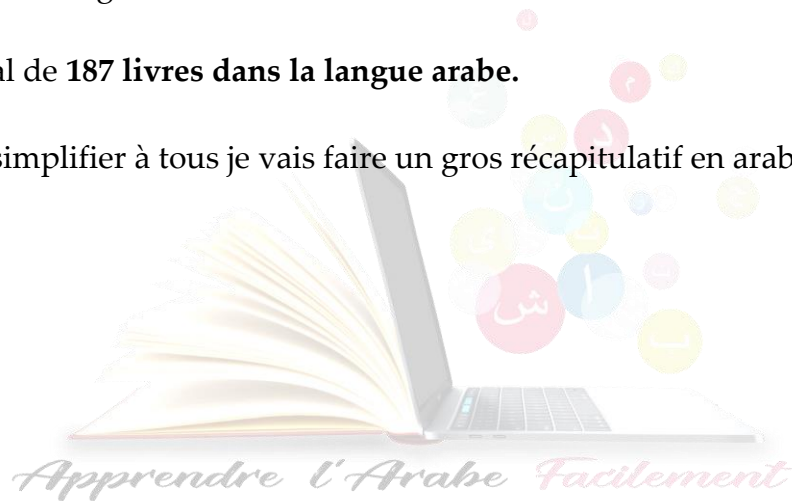 al de 187 livres dans la langue arabe.
simplifier à tous je vais faire un gros récapitulatif en arab
د
م
ش
ا
ب
Apprendre l'Arabe Facilement